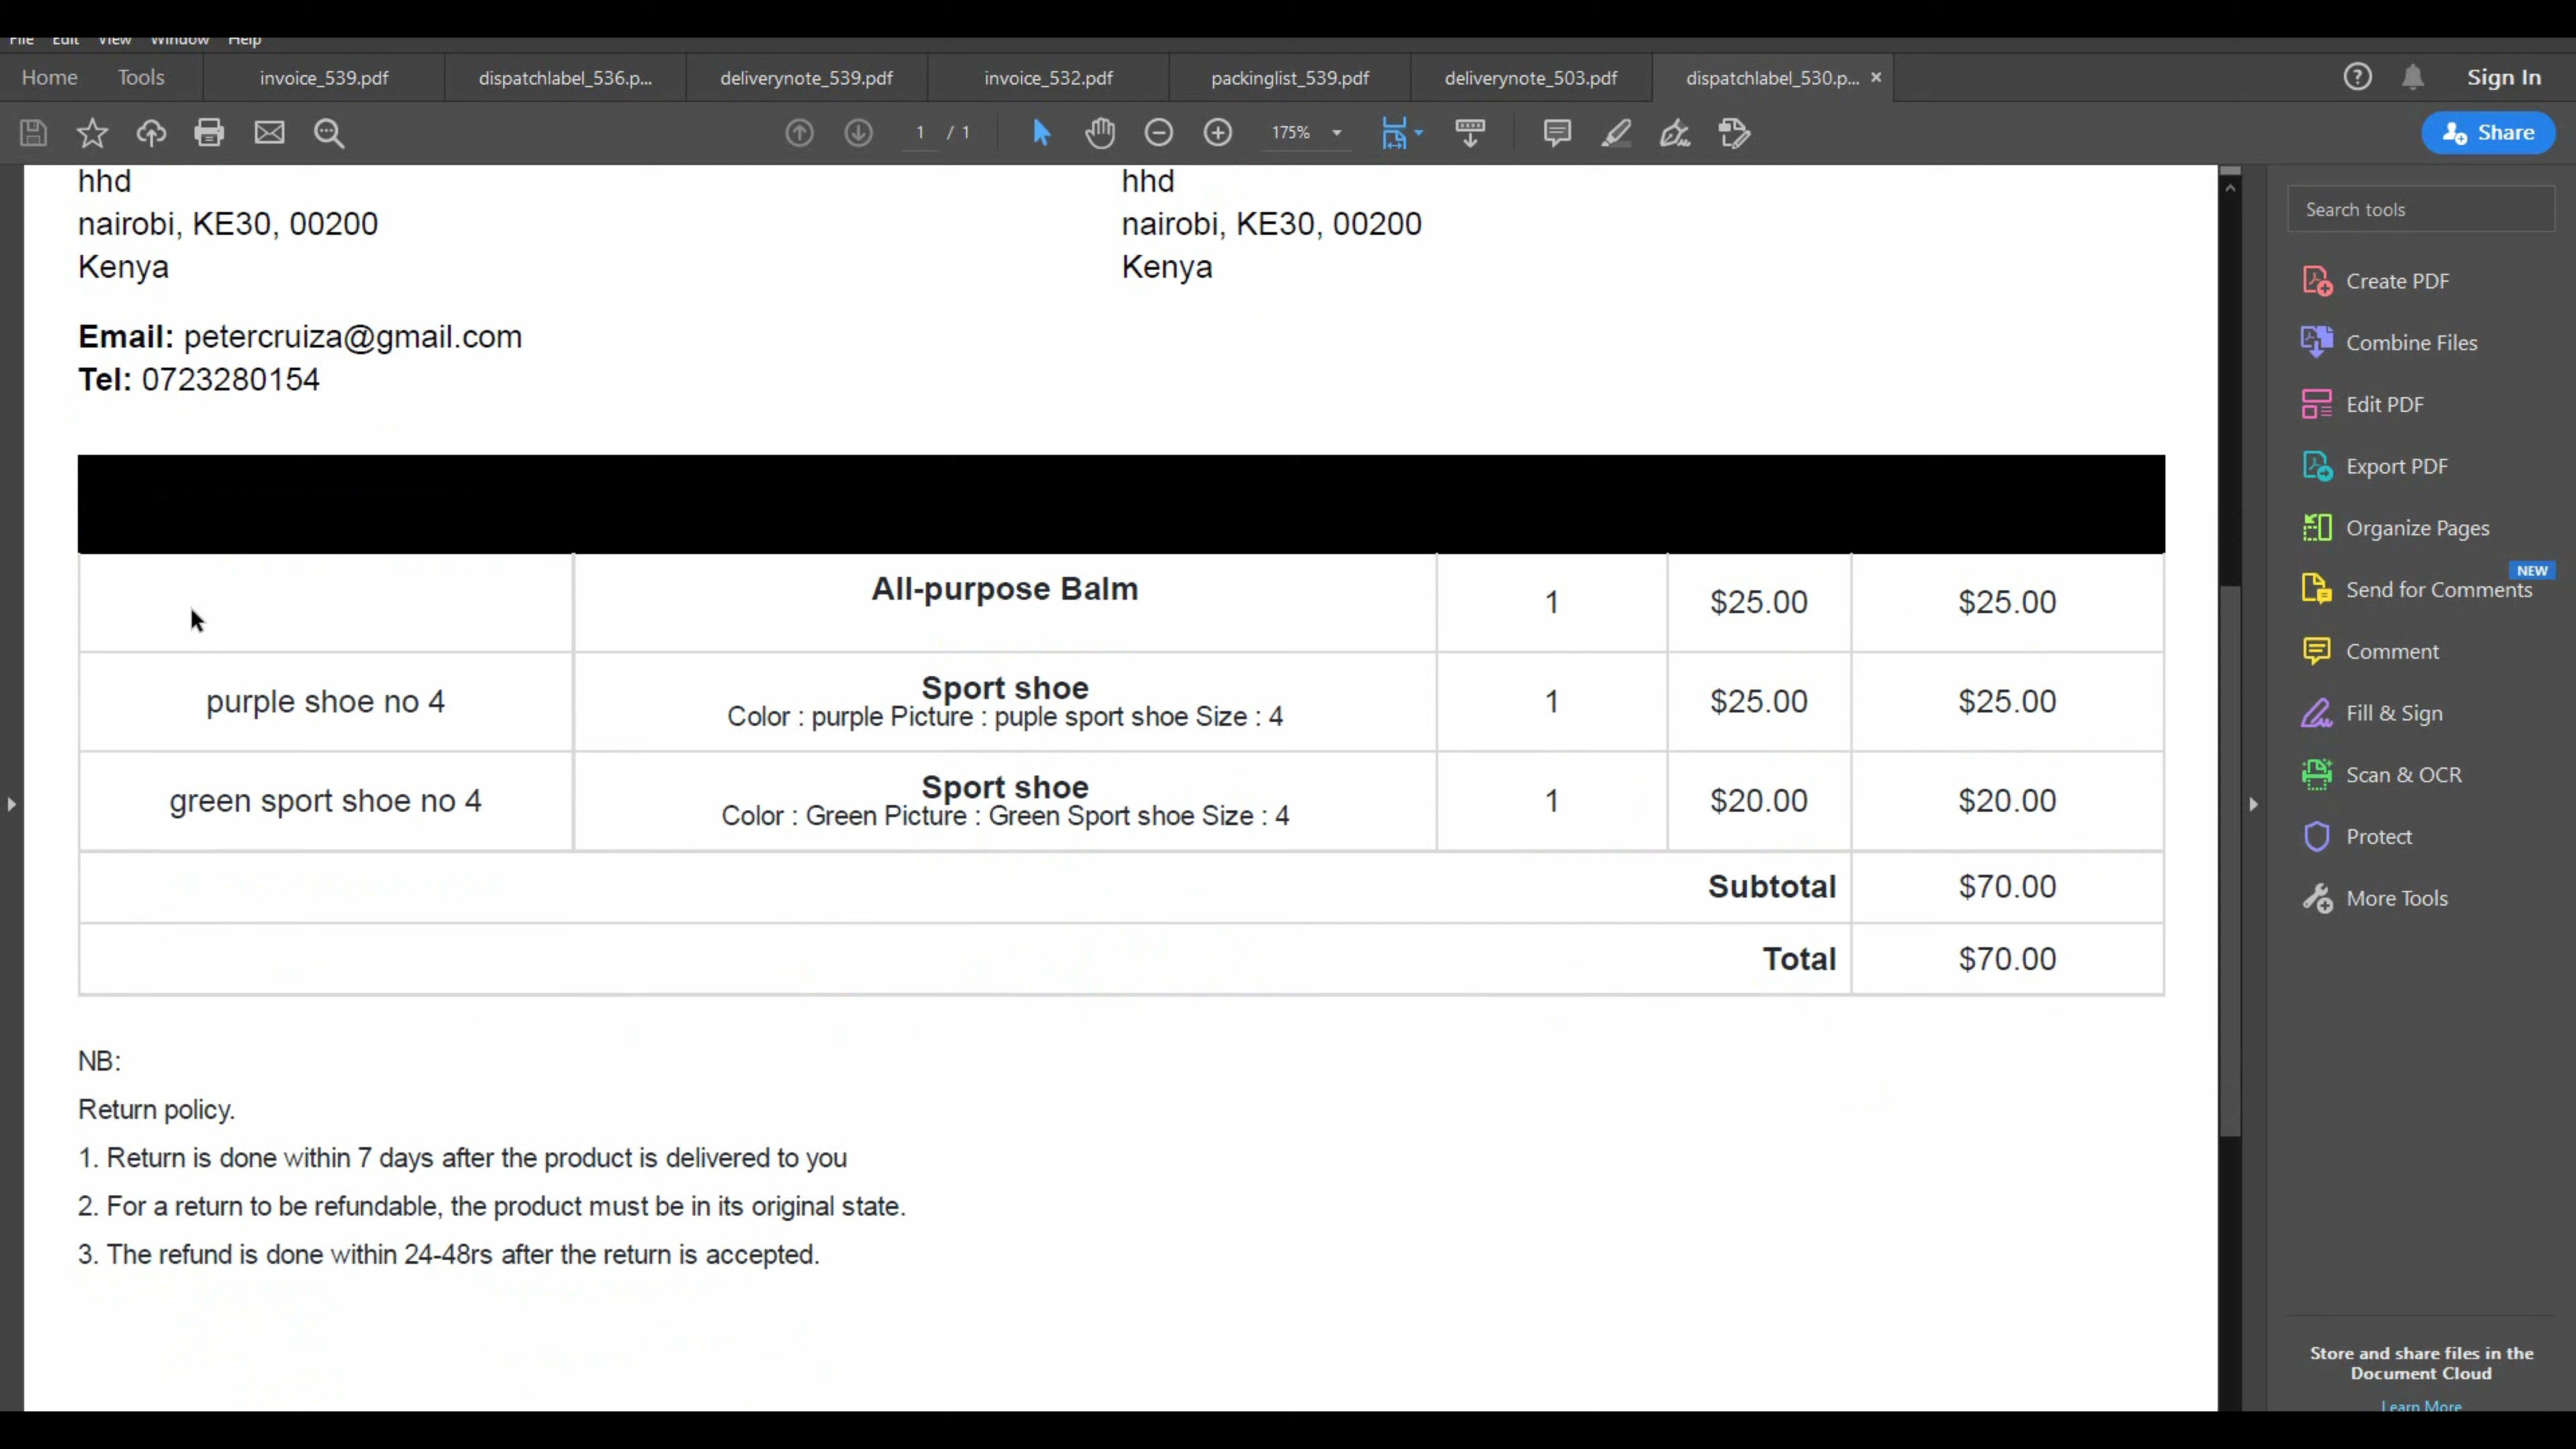 File Edit View Window Help
Home Tools invoice_539.pdf dispatchlabel_536.p... deliverynote_539.pdf invoice_532.pdf packinglist_539.pdf deliverynote_503.pdf dispatchlabel_530.p... × Sign In
1 / 1 175% Share
hhd hhd
nairobi, KE30, 00200 nairobi, KE30, 00200
Kenya Kenya
Email: petercruiza@gmail.com
Tel: 0723280154
All-purpose Balm 1 $25.00 $25.00
purple shoe no 4 Sport shoe 1 $25.00 $25.00
Color : purple Picture : puple sport shoe Size : 4
green sport shoe no 4 Sport shoe 1 $20.00 $20.00
Color : Green Picture : Green Sport shoe Size : 4
Subtotal $70.00
Total $70.00
NB:
Return policy.
1. Return is done within 7 days after the product is delivered to you
2. For a return to be refundable, the product must be in its original state.
3. The refund is done within 24-48rs after the return is accepted.
Search tools
Create PDF
Combine Files
Edit PDF
Export PDF
Organize Pages
NEW
Send for Comments
Comment
Fill & Sign
Scan & OCR
Protect
More Tools
Store and share files in the
Document Cloud
Learn More